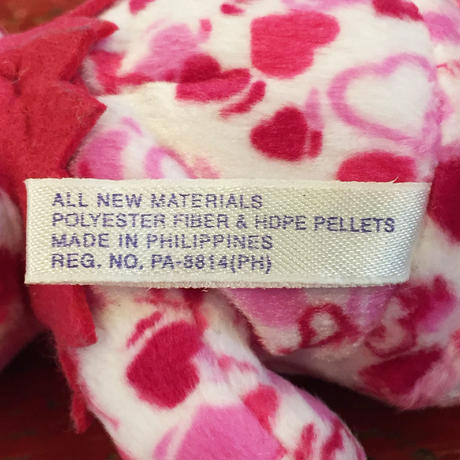 ALL NEW MATERIALS
POLYESTER FIBER & HDPE PELLETS
MADE IN PHILIPPINES
REG. NO. PA-8814(PH)